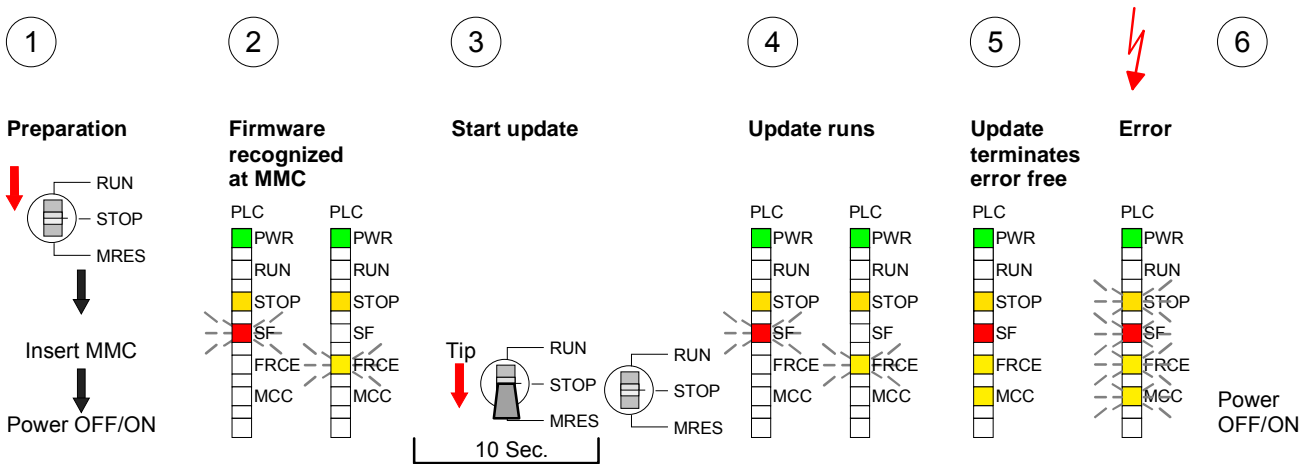 1
2
3
4
5
6
Preparation
Firmware
recognized
at MMC
Start update
Update runs
Update
terminates
error free
Error
RUN
STOP
MRES
Insert MMC
Power OFF/ON
PLC
PWR
RUN
STOP
SF
FRCE
MCC
PLC
PWR
RUN
STOP
SF
FRCE
MCC
Tip
RUN
STOP
MRES
10 Sec.
RUN
STOP
MRES
PLC
PWR
RUN
STOP
SF
FRCE
MCC
PLC
PWR
RUN
STOP
SF
FRCE
MCC
PLC
PWR
RUN
STOP
SF
FRCE
MCC
PLC
PWR
RUN
STOP
SF
FRCE
MCC
Power
OFF/ON